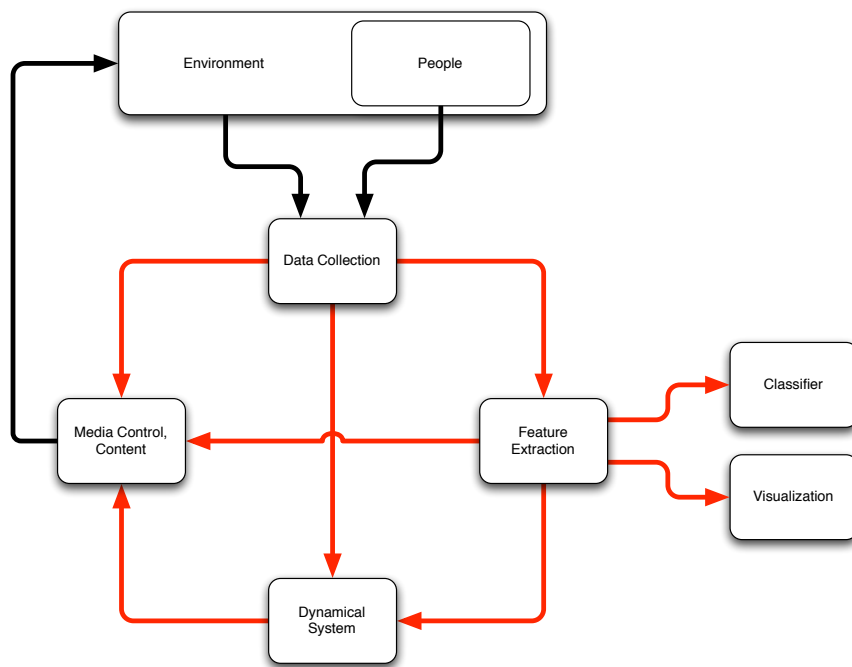 Environment
People
Data Collection
Classifier
Media Control,
Content
Feature
Extraction
Visualization
Dynamical
System